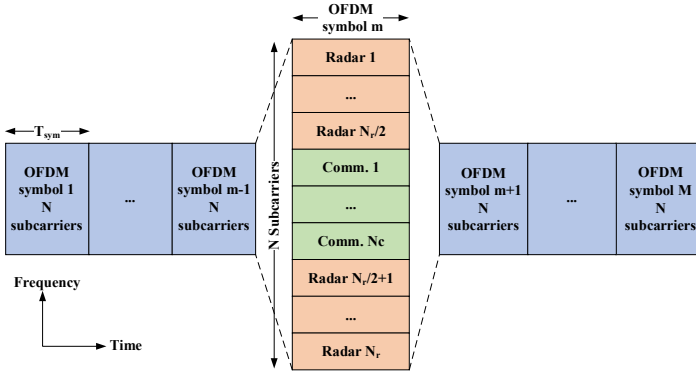 OFDM
symbol m
Radar 1
...
Radar N_r/2
Comm. 1
...
Comm. Nc
Radar N_r/2+1
...
Radar N_r
N Subcarriers
T_sym
OFDM
symbol 1
N
subcarriers
...
OFDM
symbol m-1
N
subcarriers
OFDM
symbol m+1
N
subcarriers
...
OFDM
symbol M
N
subcarriers
Frequency
Time